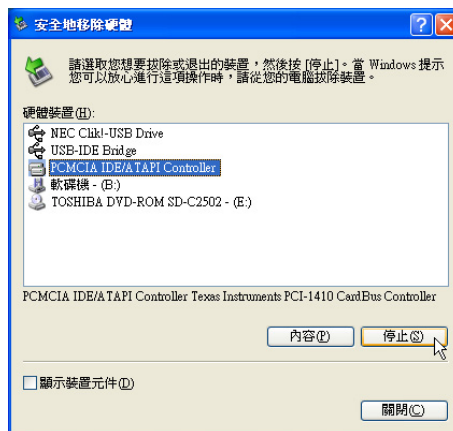 安全地移除硬體
請選取您想要拔除或退出的裝置，然後按 [停止]。當 Windows 提示
您可以放心進行這項操作時，請從您的電腦拔除裝置。
硬體裝置(H):
NEC Clik!-USB Drive
USB-IDE Bridge
PCMCIA IDE/ATAPI Controller
軟碟機 - (B:)
TOSHIBA DVD-ROM SD-C2502 - (E:)
PCMCIA IDE/ATAPI Controller Texas Instruments PCI-1410 CardBus Controller
內容(P)
停止(S)
顯示裝置元件(D)
關閉(C)